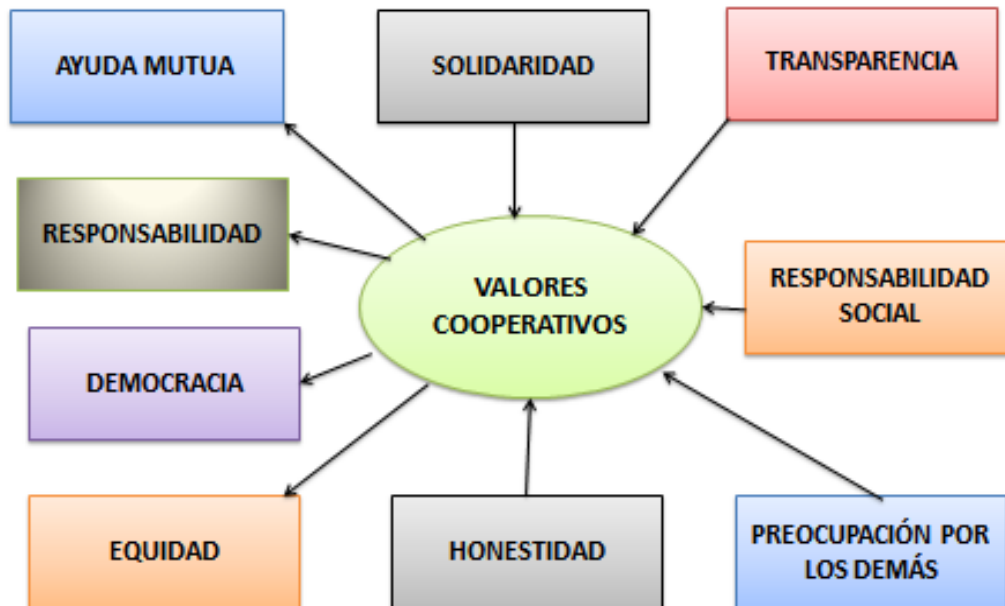 AYUDA MUTUA
SOLIDARIDAD
TRANSPARENCIA
RESPONSABILIDAD
VALORES
COOPERATIVOS
RESPONSABILIDAD
SOCIAL
DEMOCRACIA
EQUIDAD
HONESTIDAD
PREOCUPACIÓN POR
LOS DEMÁS